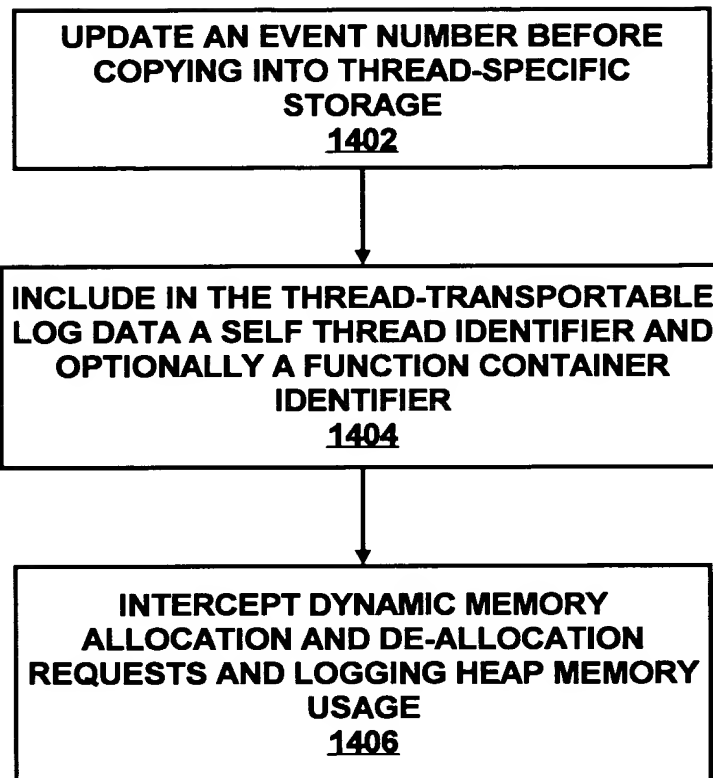 UPDATE AN EVENT NUMBER BEFORE
COPYING INTO THREAD-SPECIFIC
STORAGE
1402
INCLUDE IN THE THREAD-TRANSPORTABLE
LOG DATA A SELF THREAD IDENTIFIER AND
OPTIONALLY A FUNCTION CONTAINER
IDENTIFIER
1404
INTERCEPT DYNAMIC MEMORY
ALLOCATION AND DE-ALLOCATION
REQUESTS AND LOGGING HEAP MEMORY
USAGE
1406